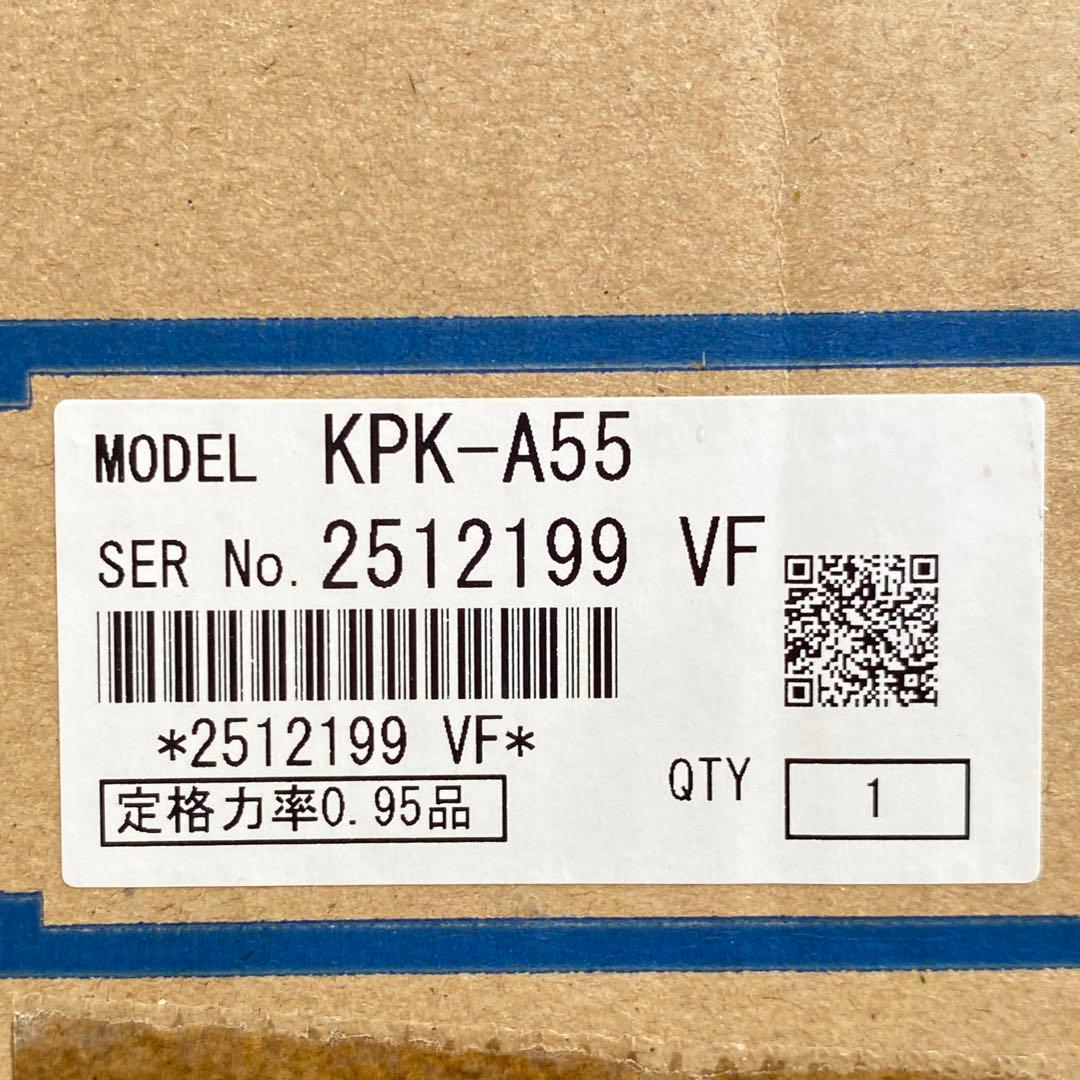 MODEL KPK-A55
SER No. 2512199 VF
*2512199 VF*
定格力率0.95品
QTY 1